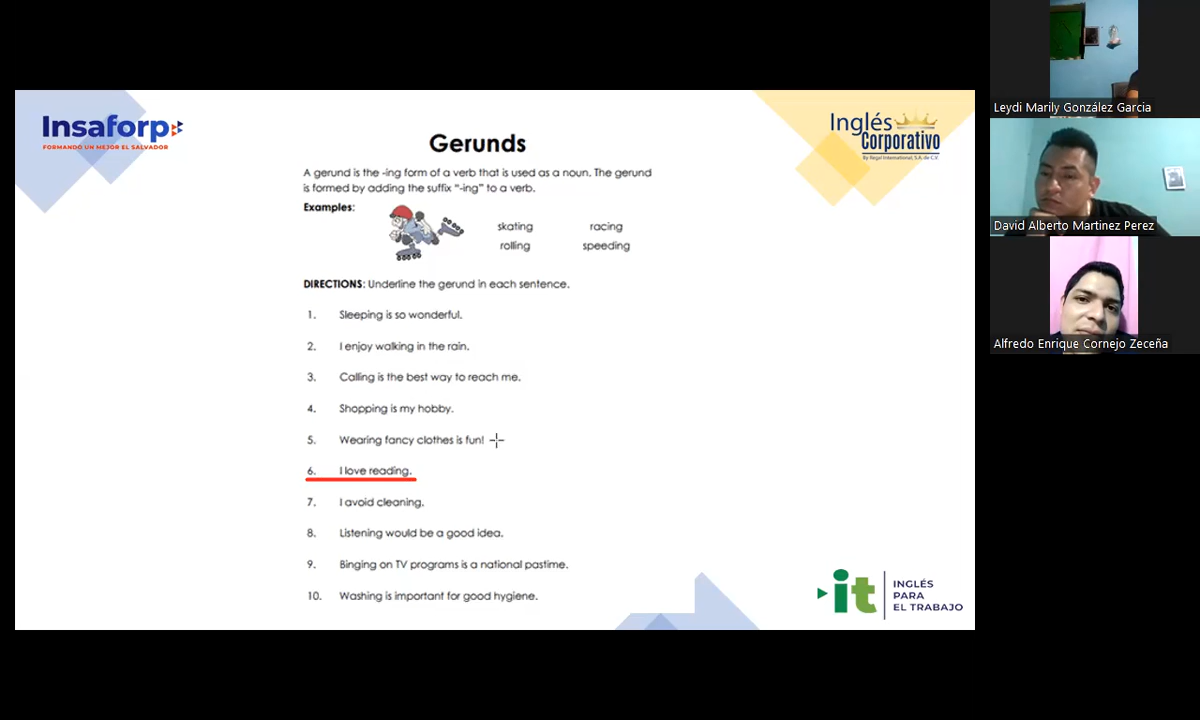 Insaforp
FORMANDO UN MEJOR EL SALVADOR
Inglés
Corporativo
By Regal International, S.A. de C.V.
Gerunds
A gerund is the -ing form of a verb that is used as a noun. The gerund
is formed by adding the suffix “-ing” to a verb.
Examples:
skating racing
rolling speeding
DIRECTIONS: Underline the gerund in each sentence.
1. Sleeping is so wonderful.
2. I enjoy walking in the rain.
3. Calling is the best way to reach me.
4. Shopping is my hobby.
5. Wearing fancy clothes is fun!
6. I love reading.
7. I avoid cleaning.
8. Listening would be a good idea.
9. Binging on TV programs is a national pastime.
10. Washing is important for good hygiene.
it
INGLÉS
PARA
EL TRABAJO
Leydi Marily González Garcia
David Alberto Martinez Perez
Alfredo Enrique Cornejo Zeceña